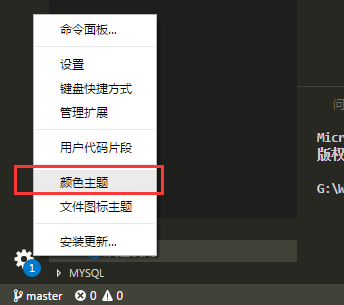 命令面板...
设置
键盘快捷方式
管理扩展
用户代码片段
颜色主题
文件图标主题
安装更新...
问
Micr
版权
G:\w
1
MYSQL
master 0 0